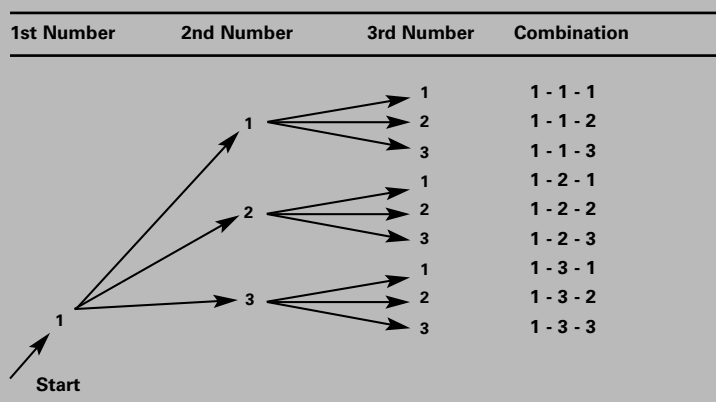 1st Number 2nd Number 3rd Number Combination
1 1 - 1 - 1
1 2 1 - 1 - 2
3 1 - 1 - 3
1 1 - 2 - 1
2 2 1 - 2 - 2
3 1 - 2 - 3
1 1 - 3 - 1
3 2 1 - 3 - 2
1 3 1 - 3 - 3
Start